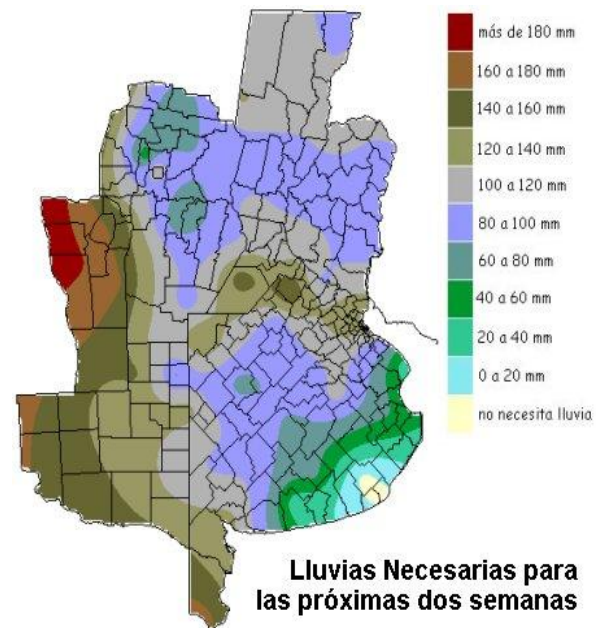 más de 180 mm
160 a 180 mm
140 a 160 mm
120 a 140 mm
100 a 120 mm
80 a 100 mm
60 a 80 mm
40 a 60 mm
20 a 40 mm
0 a 20 mm
no necesita lluvia
Lluvias Necesarias para
las próximas dos semanas